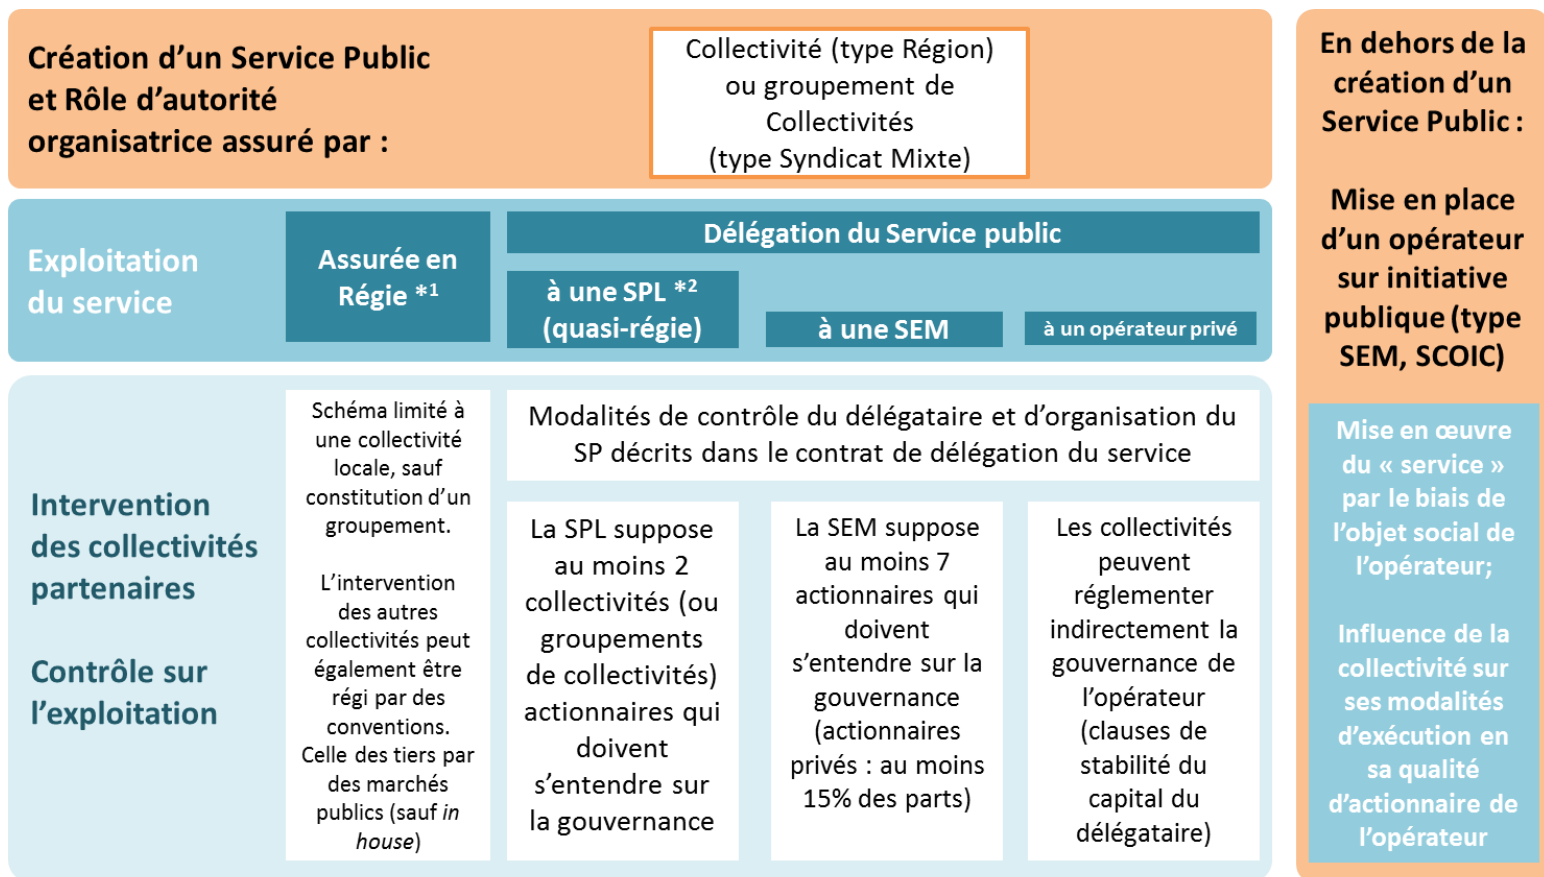 Création d’un Service Public
et Rôle d’autorité
organisatrice assuré par :
Collectivité (type Région)
ou groupement de
Collectivités
(type Syndicat Mixte)
Exploitation
du service
Assurée en
Régie *1
Délégation du Service public
à une SPL *2
(quasi-régie)
à une SEM
à un opérateur privé
Intervention
des collectivités
partenaires
Contrôle sur
l’exploitation
Schéma limité à
une collectivité
locale, sauf
constitution d’un
groupement.
L’intervention
des autres
collectivités peut
également être
régi par des
conventions.
Celle des tiers par
des marchés
publics (sauf in
house)
Modalités de contrôle du délégataire et d’organisation du
SP décrits dans le contrat de délégation du service
La SPL suppose
au moins 2
collectivités (ou
groupements
de collectivités)
actionnaires qui
doivent
s’entendre sur
la gouvernance
La SEM suppose
au moins 7
actionnaires qui
doivent
s’entendre sur la
gouvernance
(actionnaires
privés : au moins
15% des parts)
Les collectivités
peuvent
réglementer
indirectement la
gouvernance de
l’opérateur
(clauses de
stabilité du
capital du
délégataire)
En dehors de la
création d’un
Service Public :
Mise en place
d’un opérateur
sur initiative
publique (type
SEM, SCOIC)
Mise en œuvre
du « service »
par le biais de
l’objet social de
l’opérateur;
Influence de la
collectivité sur
ses modalités
d’exécution en
sa qualité
d’actionnaire de
l’opérateur